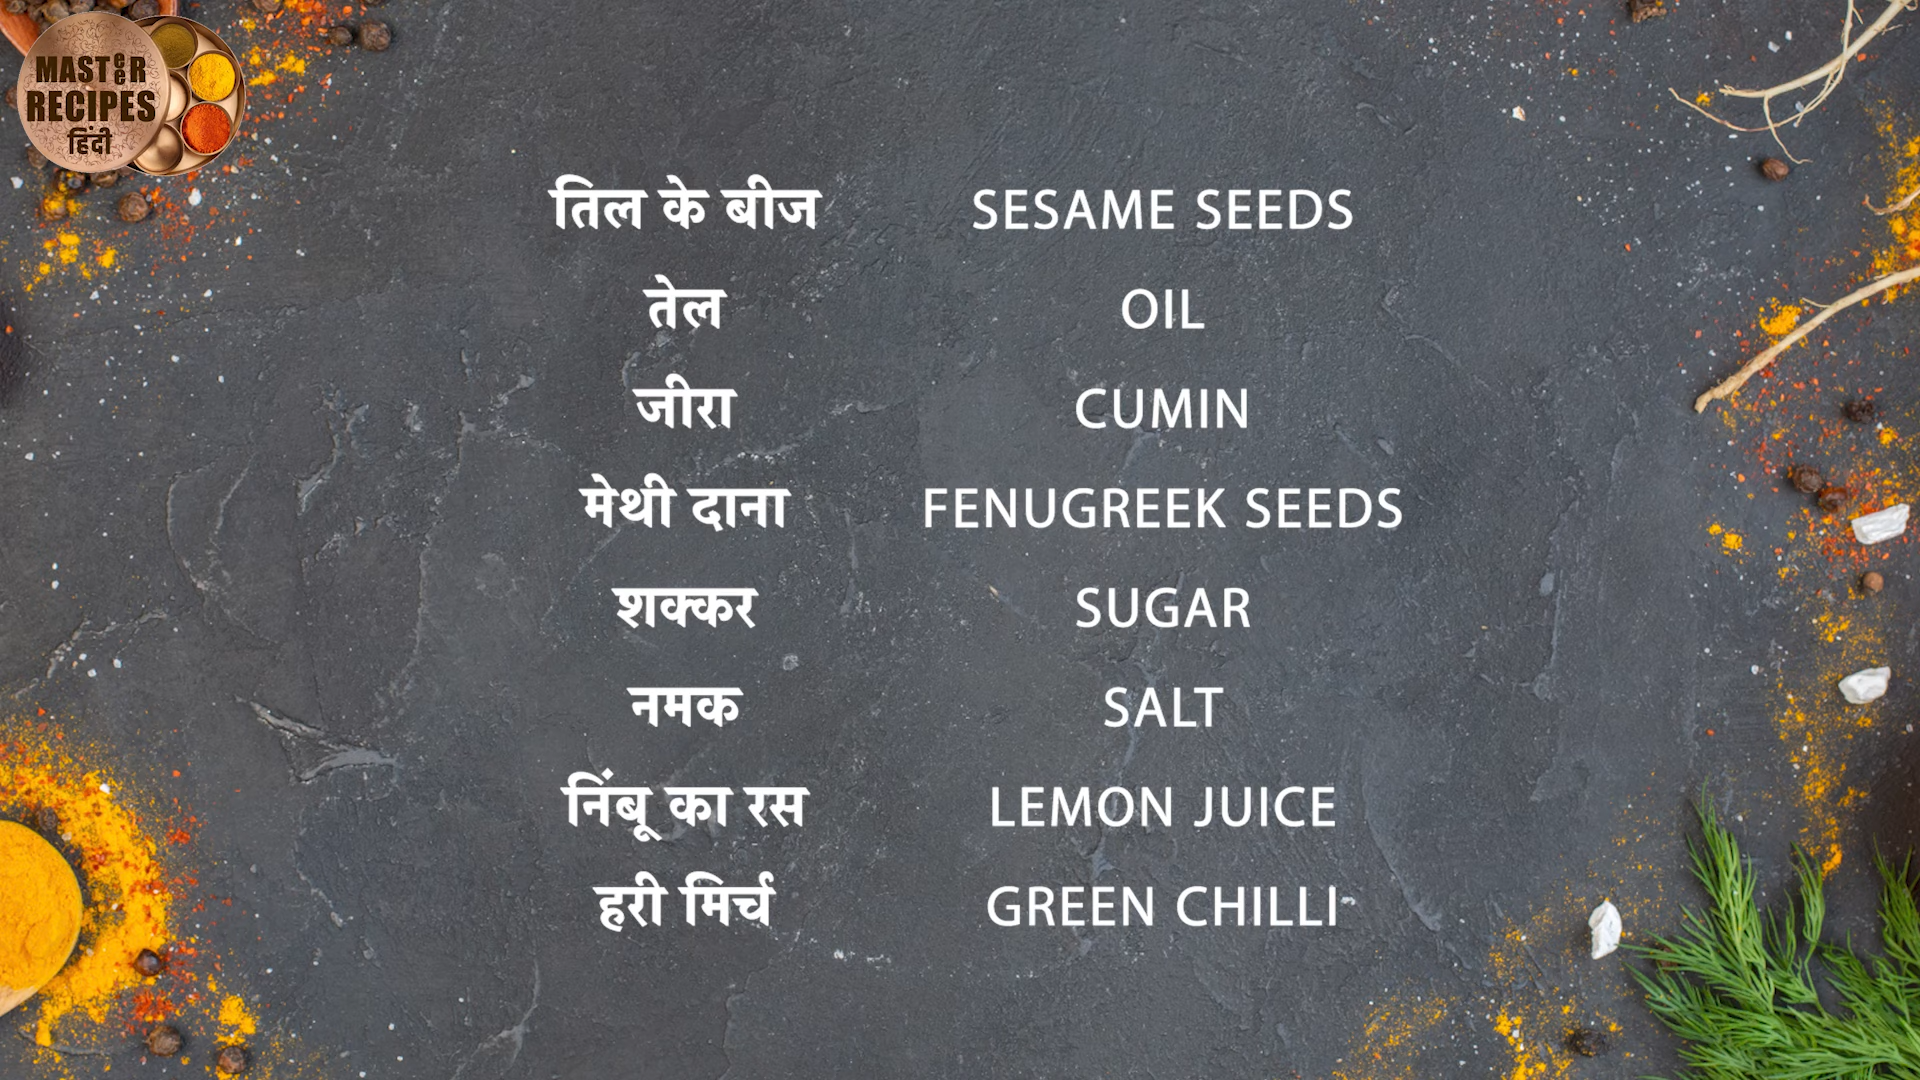 MASTER
RECIPES
हिंदी
तिल के बीज SESAME SEEDS
तेल OIL
जीरा CUMIN
मेथी दाना FENUGREEK SEEDS
शक्कर SUGAR
नमक SALT
निंबू का रस LEMON JUICE
हरी मिर्च GREEN CHILLI